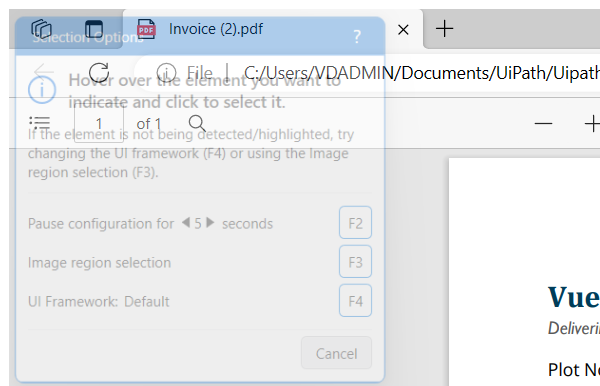 Invoice (2).pdf
Selection Options ?
File C:/Users/VDADMIN/Documents/UiPath/Uipath
Hover over the element you want to
indicate and click to select it.
1 of 1
If the element is not being detected/highlighted, try
changing the UI framework (F4) or using the Image
region selection (F3).
Pause configuration for 5 seconds F2
Image region selection F3
UI Framework: Default F4
Cancel
Vue
Deliveri
Plot N